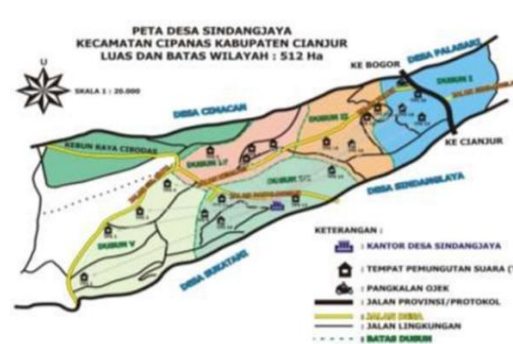 PETA DESA SINDANGJAYA
KECAMATAN CIPANAS KABUPATEN CIANJUR
LUAS DAN BATAS WILAYAH : 512 Ha
U
SKALA 1 : 20.000
DESA PALASARI
KE BOGOR
DUSUN I
DESA CIMACAN
DUSUN II
KEBUN RAYA CIBODAS
DUSUN IV
KE CIANJUR
DUSUN
DESA SINDANGLAYA
DUSUN V
DESA SUKATANI
KETERANGAN :
: KANTOR DESA SINDANGJAYA
: TEMPAT PEMUNGUTAN SUARA (T
: PANGKALAN OJEK
: JALAN PROVINSI/PROTOKOL
: JALAN DESA
: JALAN LINGKUNGAN
: BATAS DUSUN